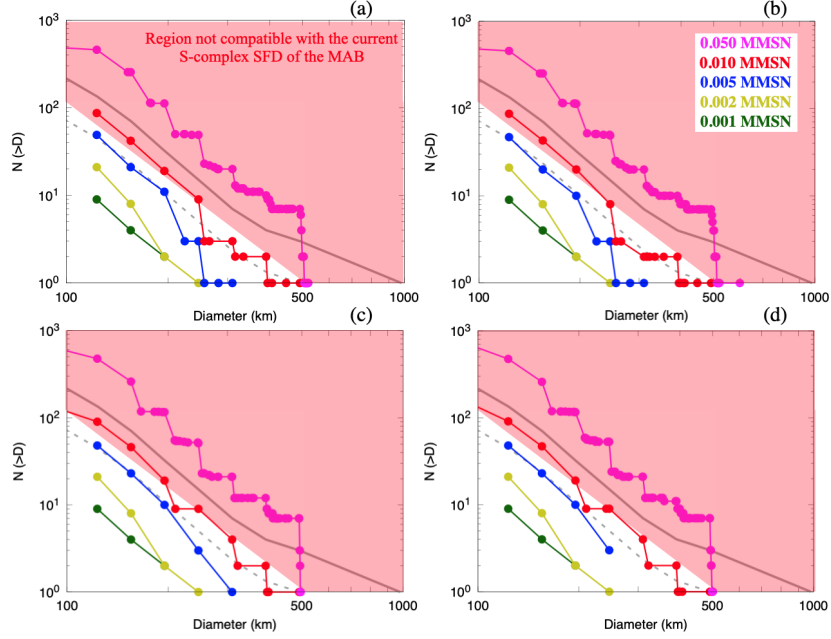 (a)
Region not compatible with the current
S-complex SFD of the MAB
N (>D)
10³
10²
10¹
10⁰
100
500
1000
Diameter (km)
(b)
0.050 MMSN
0.010 MMSN
0.005 MMSN
0.002 MMSN
0.001 MMSN
N (>D)
10³
10²
10¹
10⁰
100
500
1000
Diameter (km)
(c)
N (>D)
10³
10²
10¹
10⁰
100
500
1000
Diameter (km)
(d)
N (>D)
10³
10²
10¹
10⁰
100
500
1000
Diameter (km)